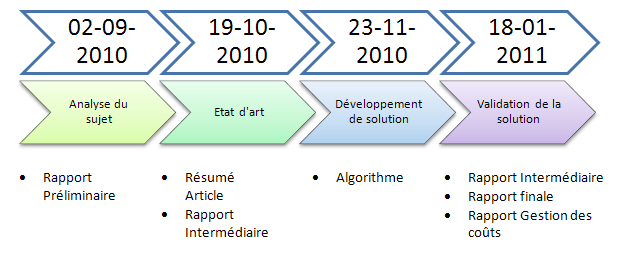 02-09-
2010
19-10-
2010
23-11-
2010
18-01-
2011
Analyse du
sujet
Etat d'art
Développement
de solution
Validation de la
solution
• Rapport
Préliminaire
• Résumé
Article
• Rapport
Intermédiaire
• Algorithme
• Rapport Intermédiaire
• Rapport finale
• Rapport Gestion des
coûts